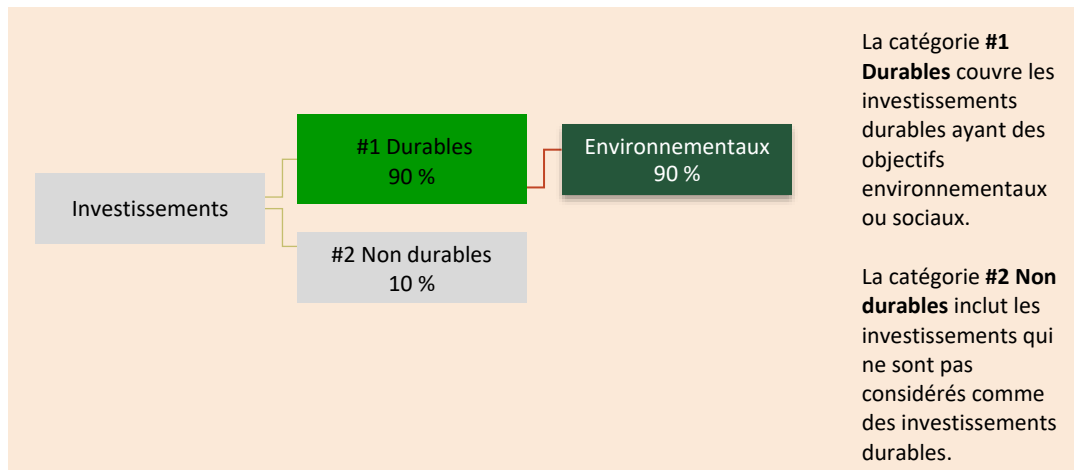 Investissements
#1 Durables
90 %
Environnementaux
90 %
#2 Non durables
10 %
La catégorie #1
Durables couvre les
investissements
durables ayant des
objectifs
environnementaux
ou sociaux.
La catégorie #2 Non
durables inclut les
investissements qui
ne sont pas
considérés comme
des investissements
durables.